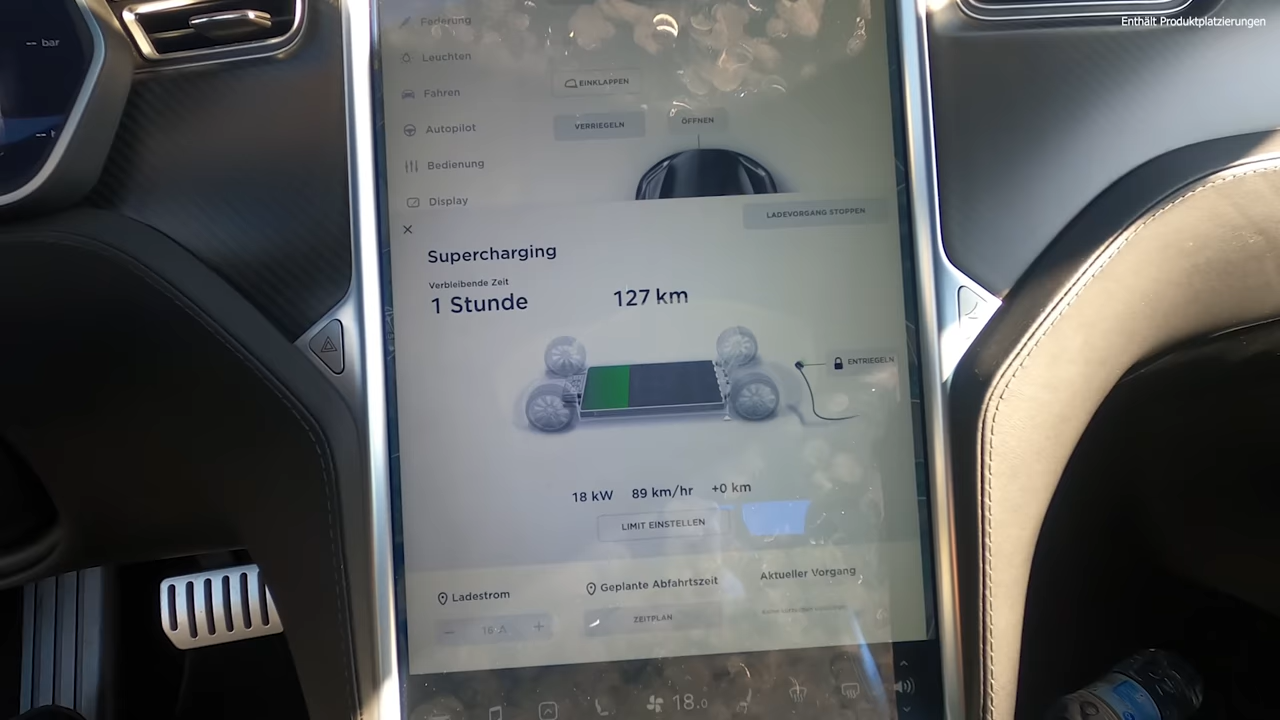 Enthält Produktplatzierungen
-- bar
Federung
Leuchten
EINKLAPPEN
Fahren
VERRIEGELN
ÖFFNEN
Autopilot
Bedienung
Display
LADEVORGANG STOPPEN
Supercharging
Verbleibende Zeit
1 Stunde
127 km
ENTRIEGELN
18 kW 89 km/hr +0 km
LIMIT EINSTELLEN
Ladestrom
Geplante Abfahrtszeit
Aktueller Vorgang
− 16 A +
ZEITPLAN
18.0